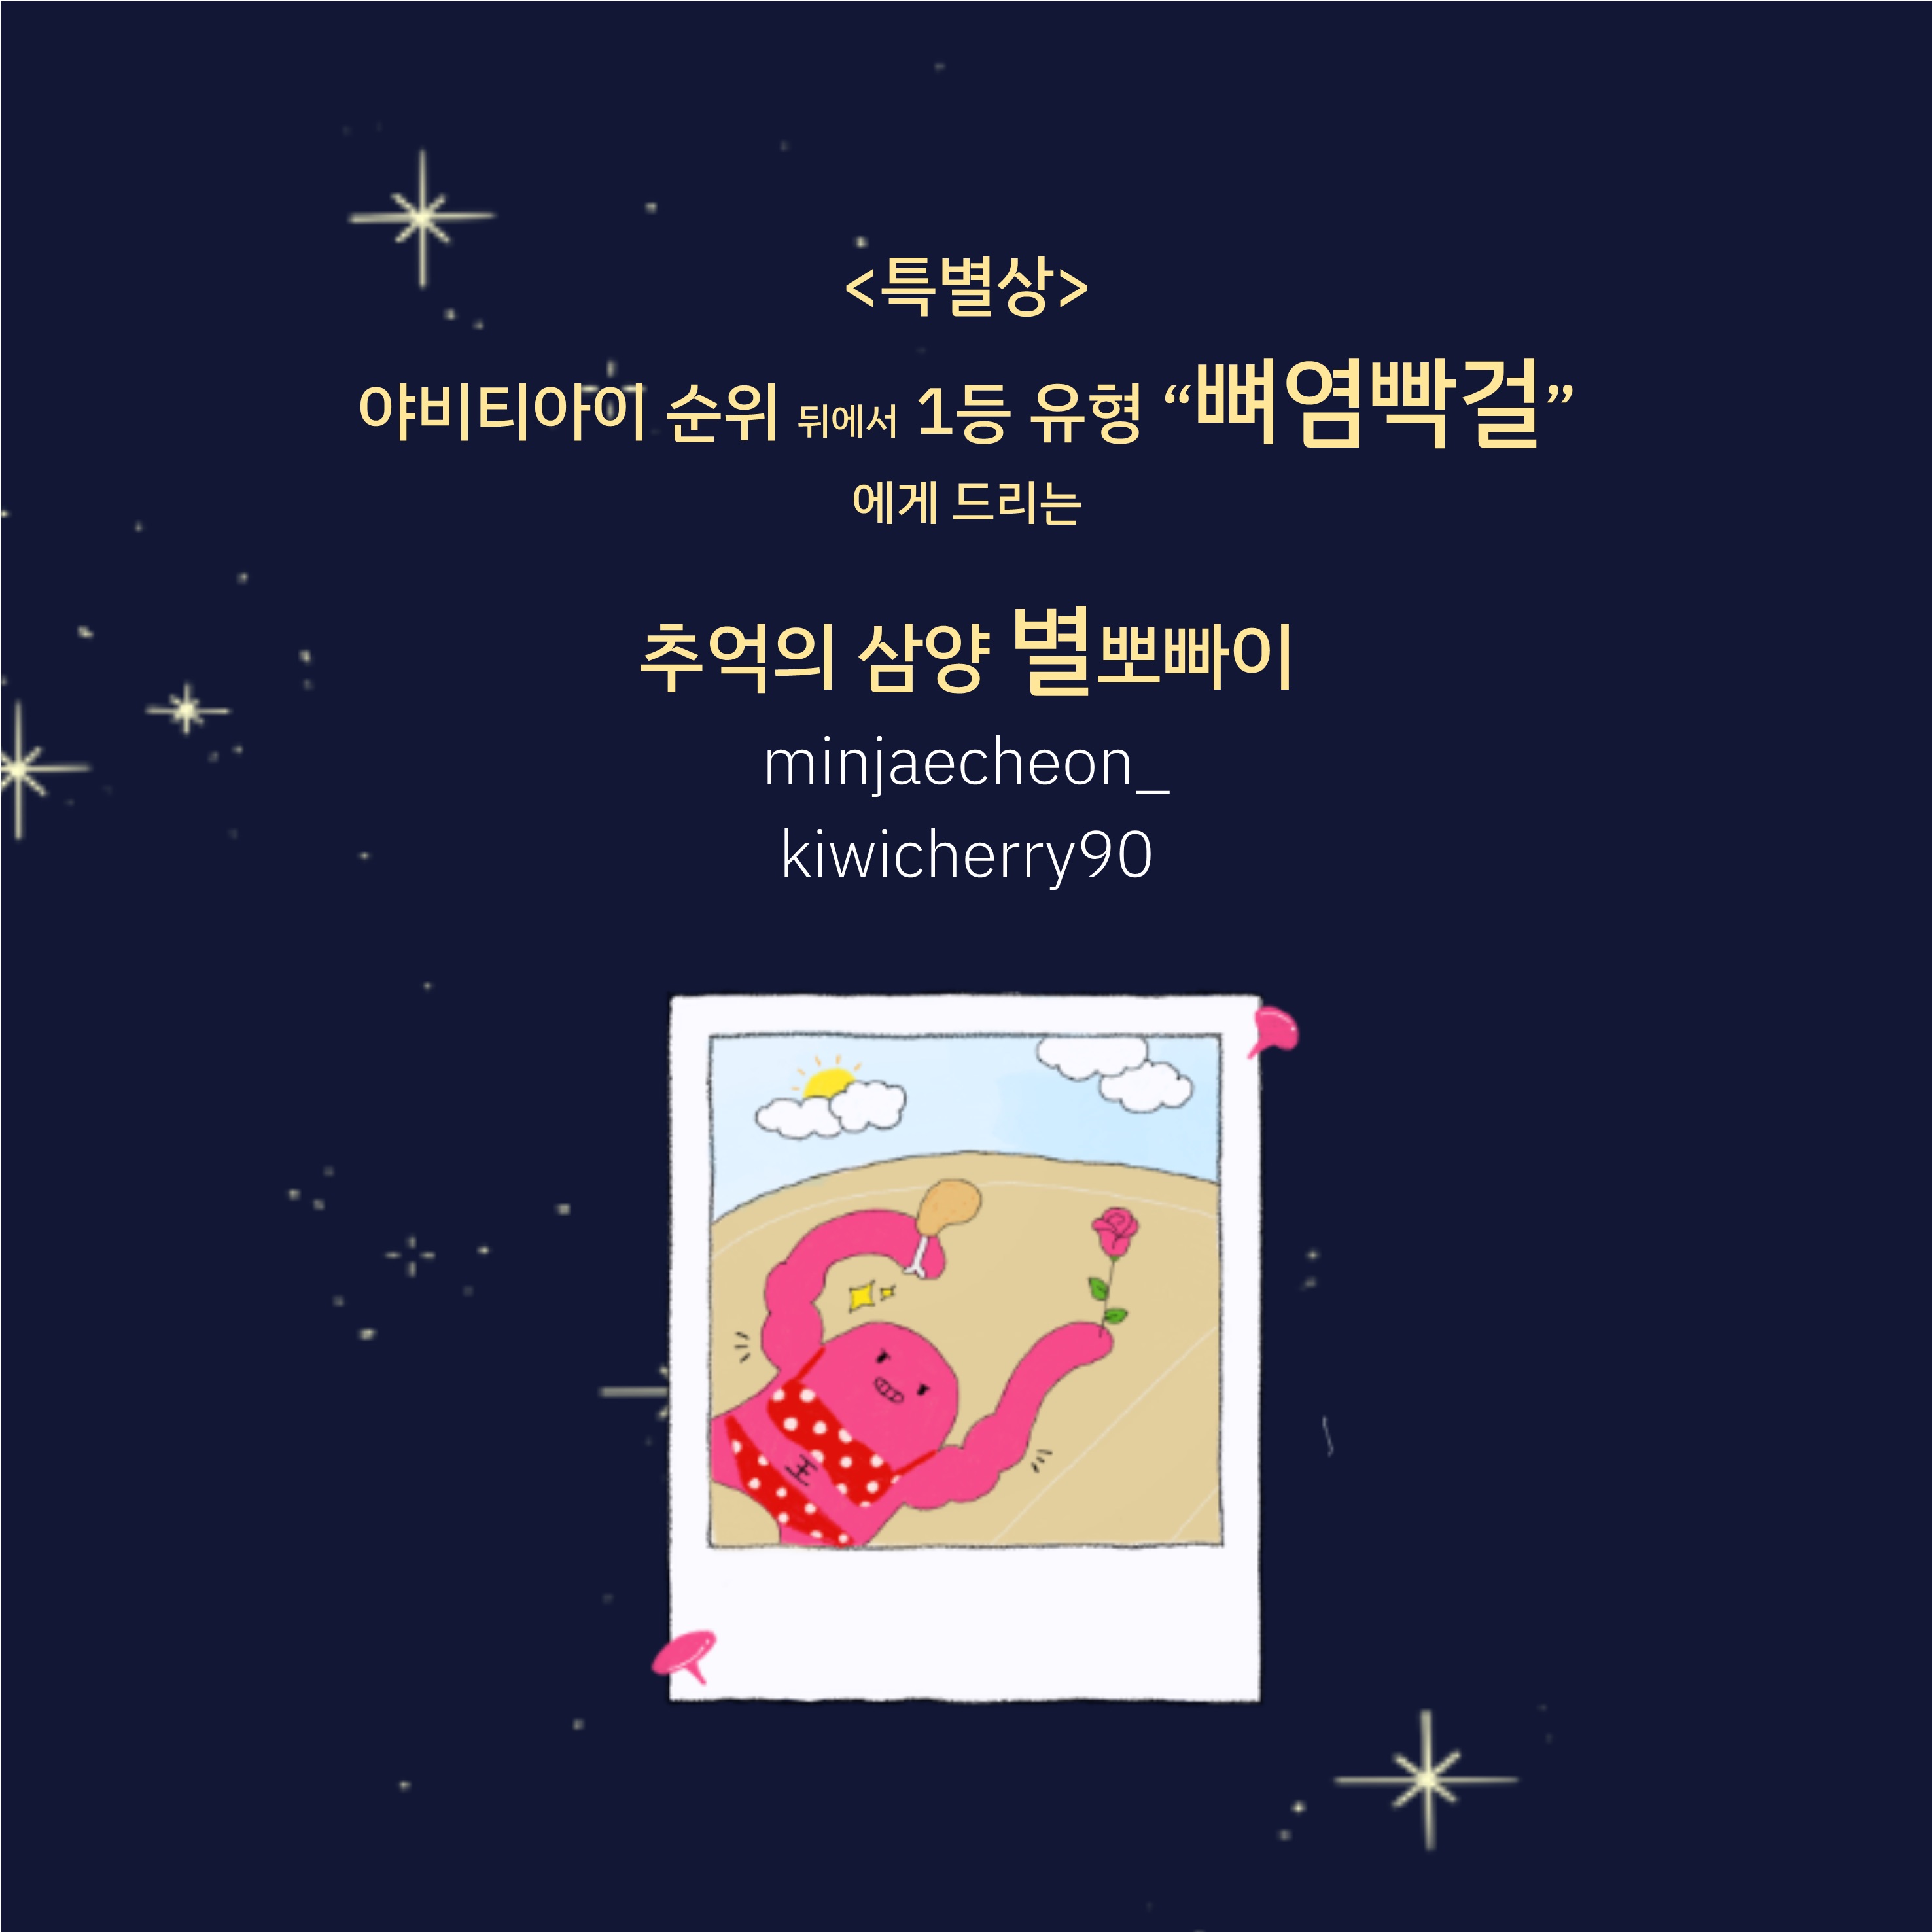 <특별상>
야비티아이 순위 뒤에서 1등 유형 “뼈염빡걸”
에게 드리는
추억의 삼양 별뽀빠이
minjaecheon_
kiwicherry90
王